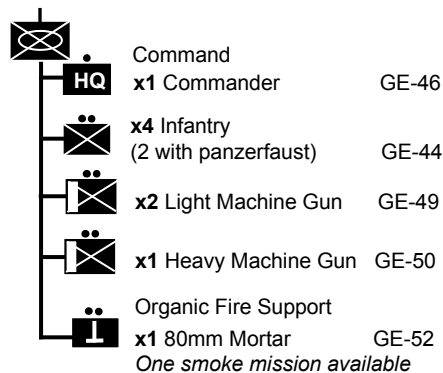 Command
HQ x1 Commander GE-46
x4 Infantry
(2 with panzerfaust) GE-44
x2 Light Machine Gun GE-49
x1 Heavy Machine Gun GE-50
Organic Fire Support
x1 80mm Mortar GE-52
One smoke mission available